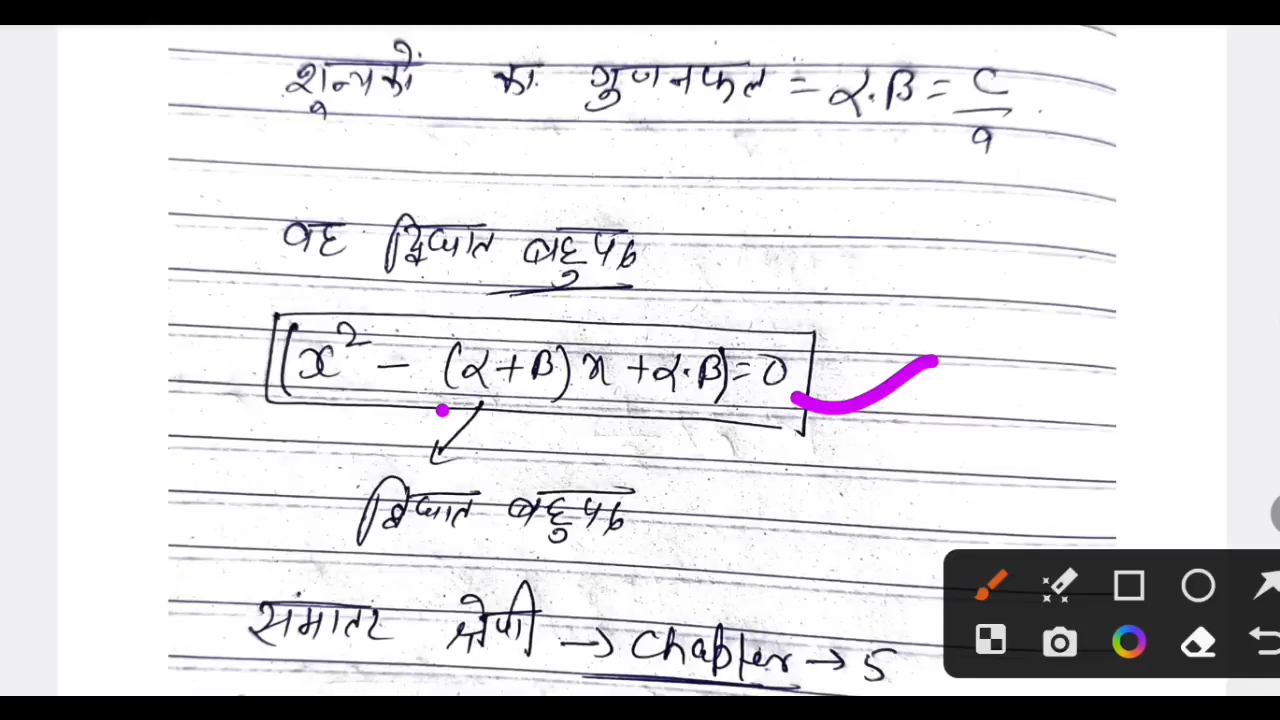 शून्यकों का गुणनफल = α.β = c/a
वह द्विघात बहुपद
(x² - (α+β)x + α.β) = 0
द्विघात बहुपद
समातर श्रेणी → Chapter → 5